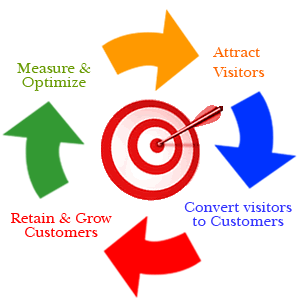 Attract
Visitors
Convert visitors
to Customers
Retain & Grow
Customers
Measure &
Optimize